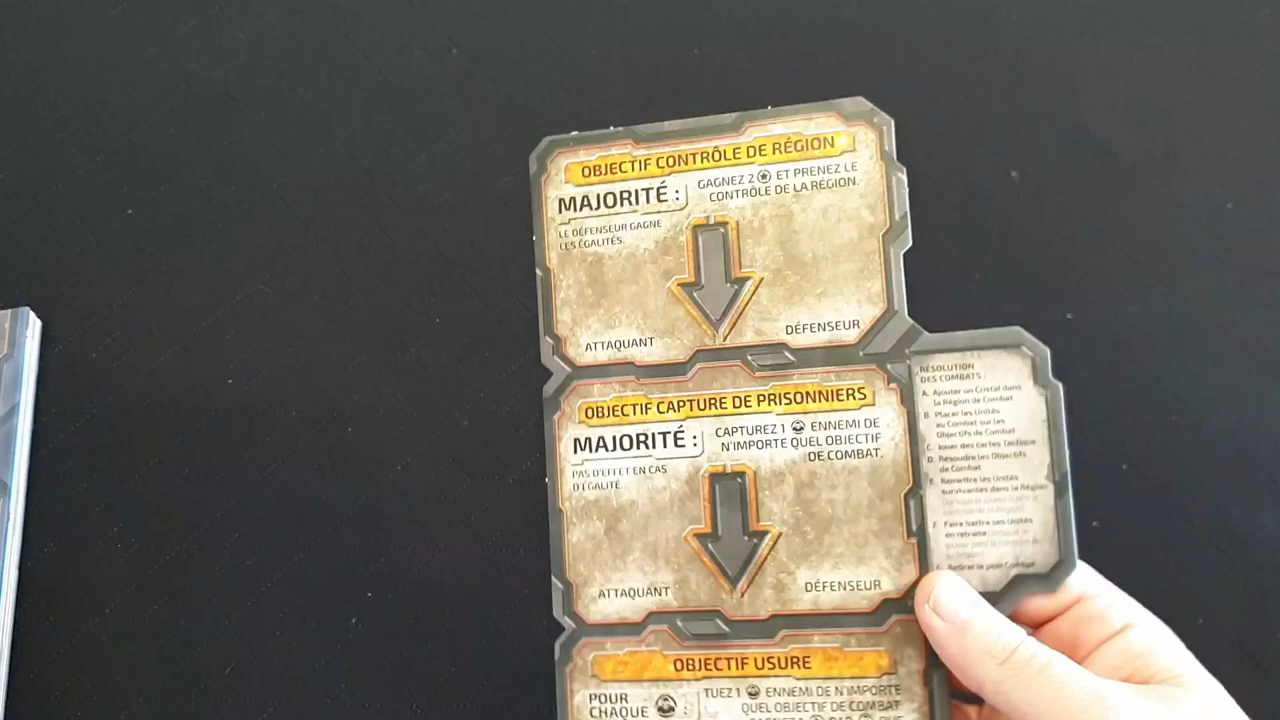 OBJECTIF CONTRÔLE DE RÉGION
MAJORITÉ :
GAGNEZ 2 ET PRENEZ LE
CONTRÔLE DE LA RÉGION.
LE DÉFENSEUR GAGNE
LES ÉGALITÉS.
ATTAQUANT
DÉFENSEUR
OBJECTIF CAPTURE DE PRISONNIERS
MAJORITÉ :
CAPTUREZ 1 ENNEMI DE
N'IMPORTE QUEL OBJECTIF
DE COMBAT.
PAS D'EFFET EN CAS
D'ÉGALITÉ.
ATTAQUANT
DÉFENSEUR
OBJECTIF USURE
POUR
CHAQUE :
TUEZ 1 ENNEMI DE N'IMPORTE
QUEL OBJECTIF DE COMBAT
RÉSOLUTION
DES COMBATS :
A. Ajouter un Cristal dans
la Région de Combat
B. Placer les Unités
au Combat sur les
Objectifs de Combat
C. Jouer des cartes Tactique
D. Résoudre les Objectifs
de Combat
E. Remettre les Unités
survivantes dans la Région
F. Faire battre ses Unités
en retraite
G. Retirer le pion Combat